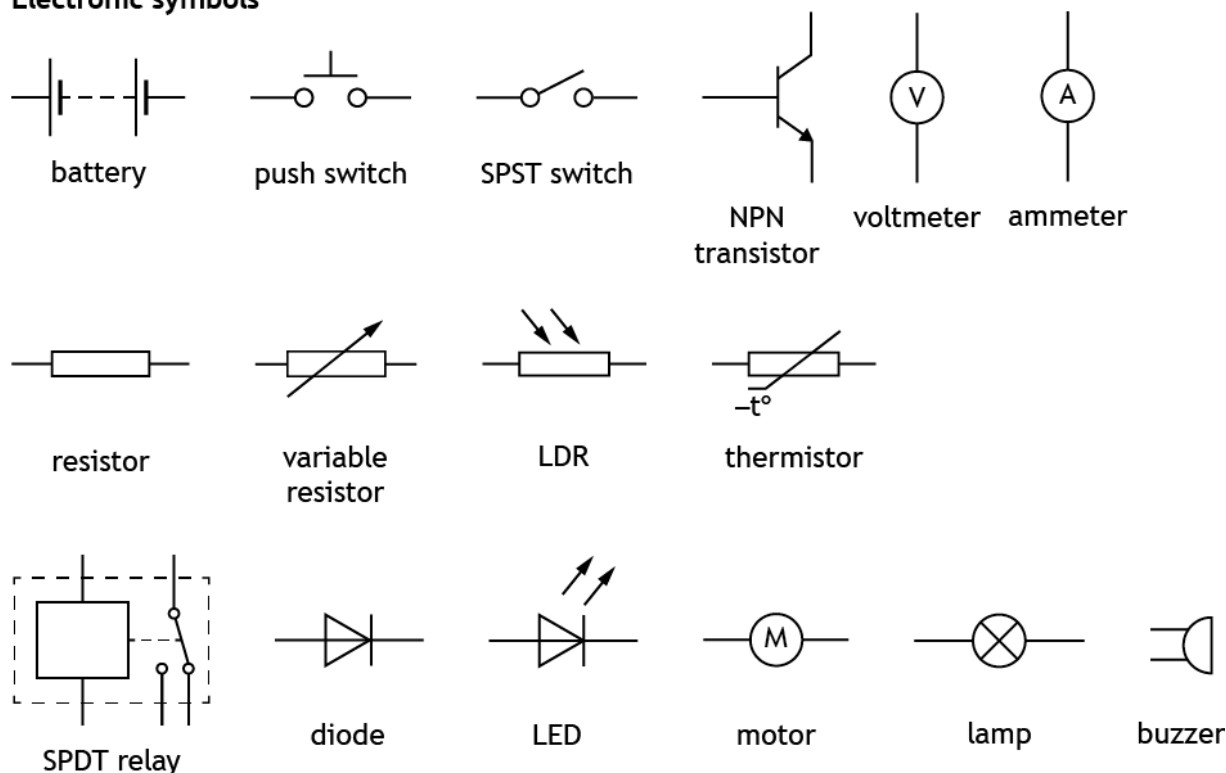 Electronic symbols
V
A
battery
push switch
SPST switch
NPN
transistor
voltmeter
ammeter
–t°
resistor
variable
resistor
LDR
thermistor
M
SPDT relay
diode
LED
motor
lamp
buzzer